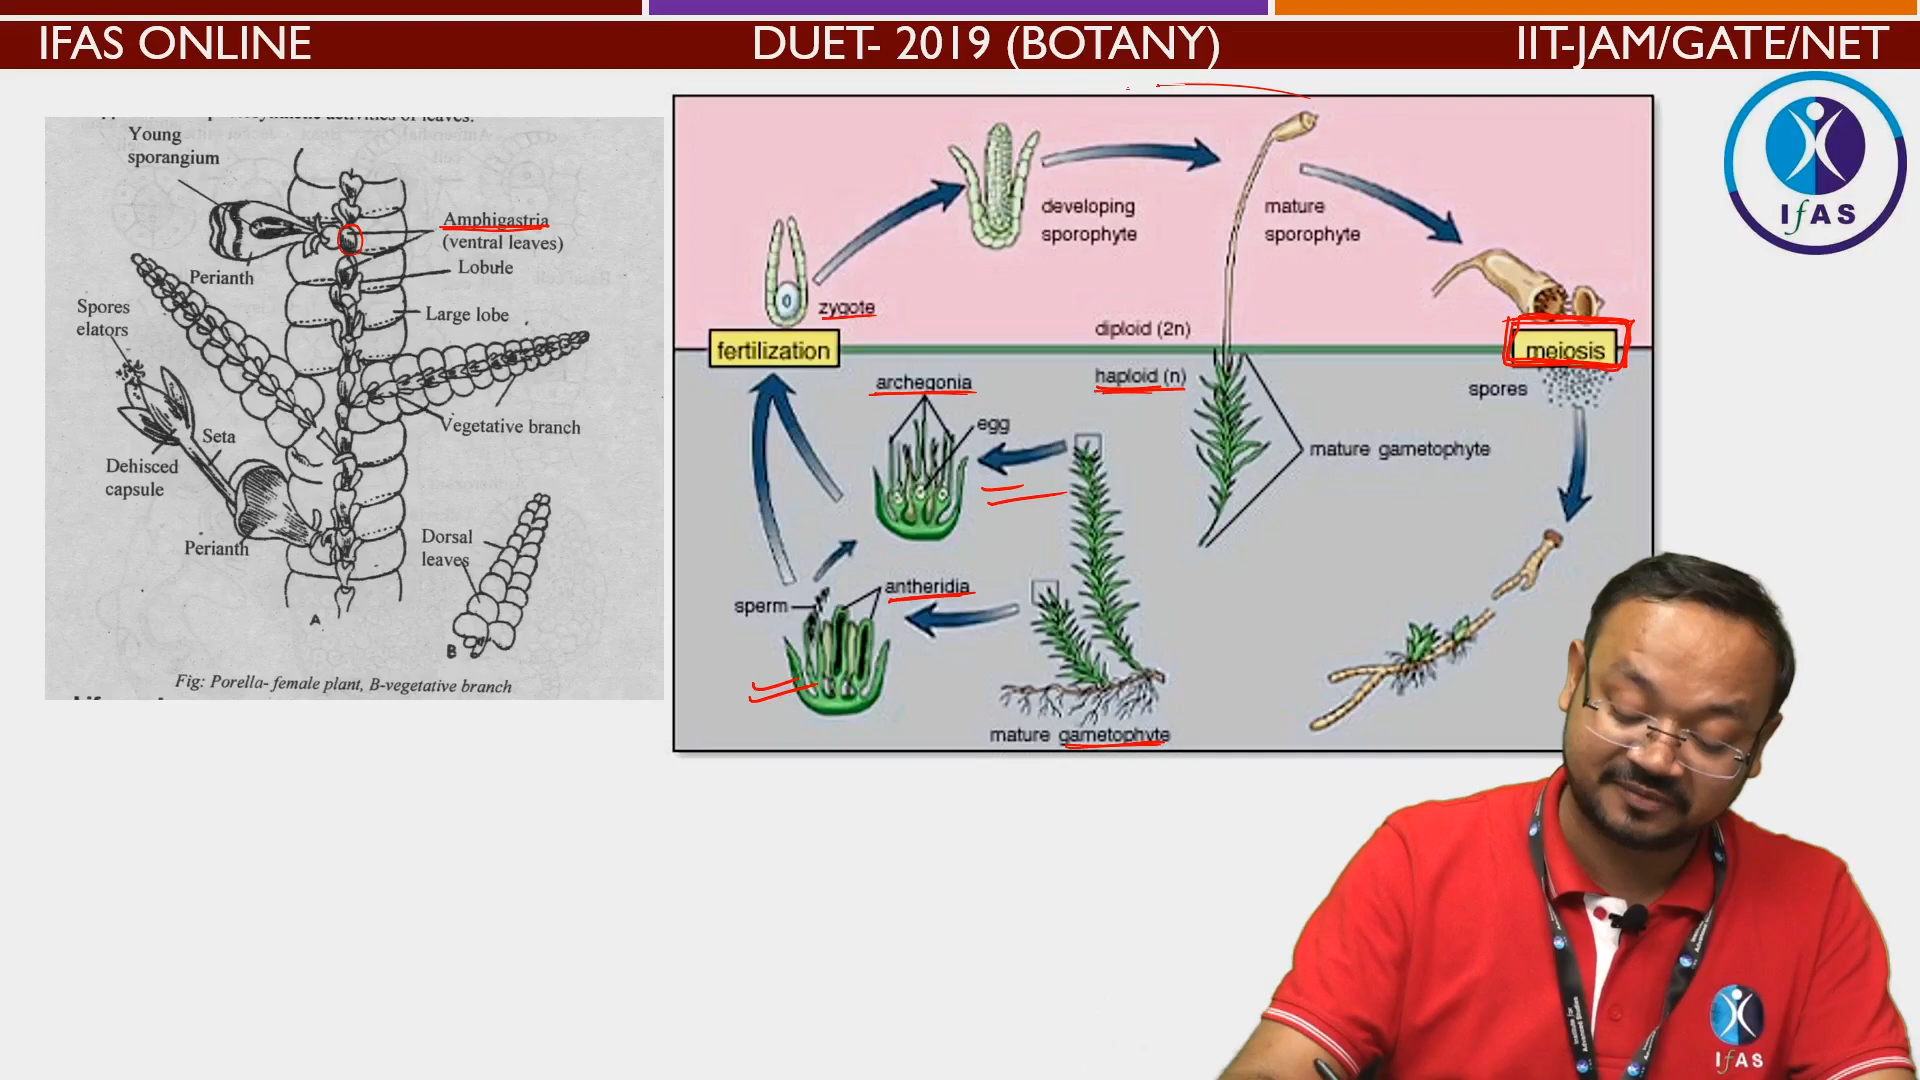 IFAS ONLINE
DUET- 2019 (BOTANY)
IIT-JAM/GATE/NET
IfAS
Young
sporangium
Amphigastria
(ventral leaves)
Lobule
Perianth
Large lobe
Spores
elators
Vegetative branch
Seta
Dehisced
capsule
Perianth
Dorsal
leaves
A
B
Fig: Porella- female plant, B-vegetative branch
developing
sporophyte
mature
sporophyte
zygote
diploid (2n)
fertilization
meiosis
haploid (n)
archegonia
spores
egg
mature gametophyte
antheridia
sperm
mature gametophyte
IfAS